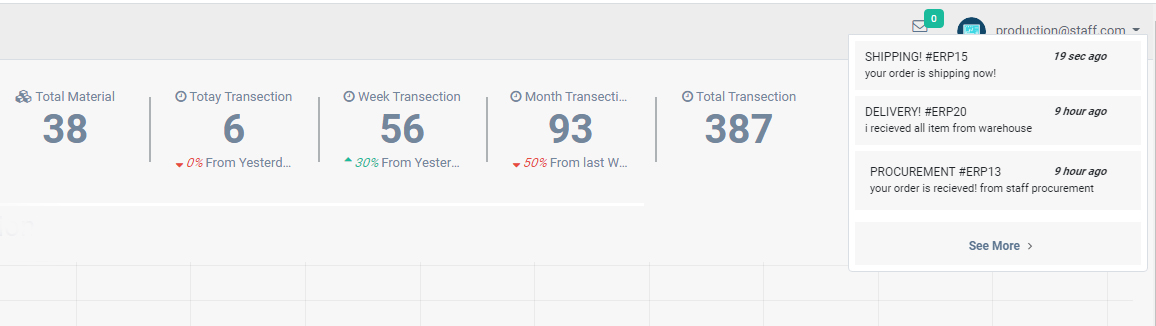 0
production@staff.com
SHIPPING! #ERP15 19 sec ago
your order is shipping now!
DELIVERY! #ERP20 9 hour ago
i recieved all item from warehouse
PROCUREMENT #ERP13 9 hour ago
your order is recieved! from staff procurement
See More
Total Material
38
Totay Transection
6
0% From Yesterd...
Week Transection
56
30% From Yester...
Month Transecti...
93
50% From last W...
Total Transection
387